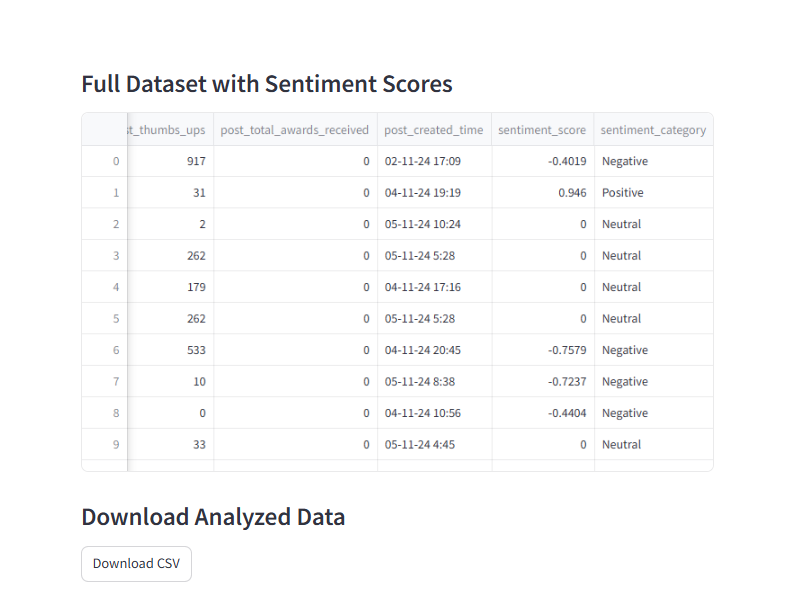 Full Dataset with Sentiment Scores
t_thumbs_ups post_total_awards_received post_created_time sentiment_score sentiment_category
0 917 0 02-11-24 17:09 -0.4019 Negative
1 31 0 04-11-24 19:19 0.946 Positive
2 2 0 05-11-24 10:24 0 Neutral
3 262 0 05-11-24 5:28 0 Neutral
4 179 0 04-11-24 17:16 0 Neutral
5 262 0 05-11-24 5:28 0 Neutral
6 533 0 04-11-24 20:45 -0.7579 Negative
7 10 0 05-11-24 8:38 -0.7237 Negative
8 0 0 04-11-24 10:56 -0.4404 Negative
9 33 0 05-11-24 4:45 0 Neutral
Download Analyzed Data
Download CSV